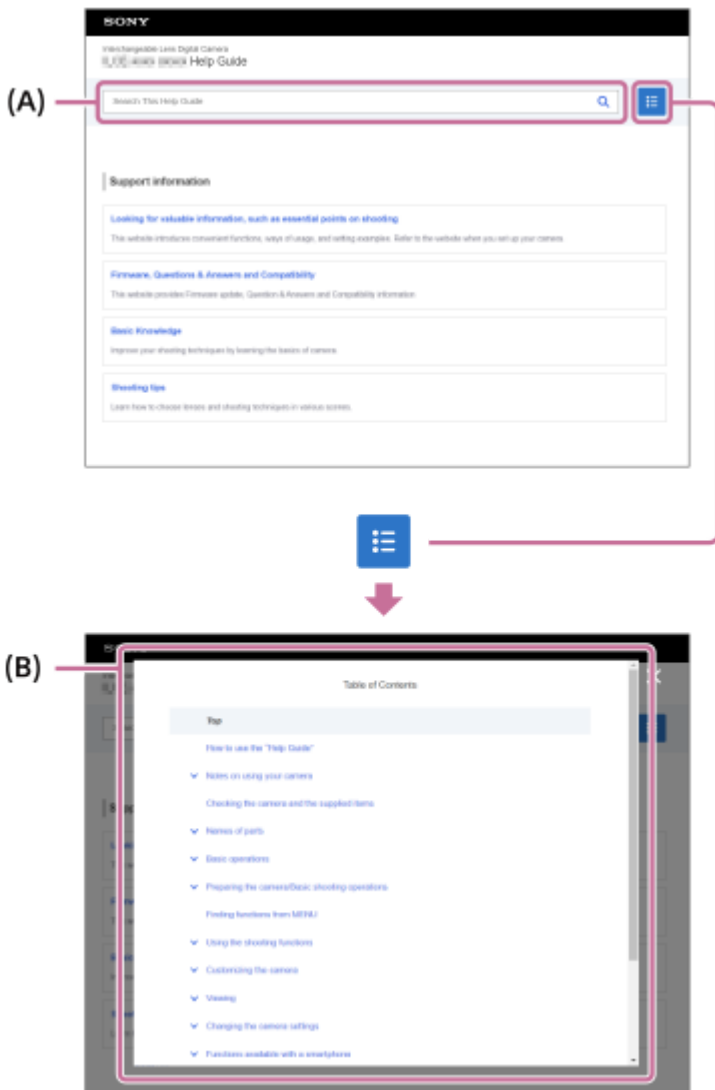 SONY
Interchangeable Lens Digital Camera
Help Guide
(A)
Search This Help Guide
Support information
Looking for valuable information, such as essential points on shooting
This website introduces convenient functions, ways of usage, and setting examples. Refer to the website when you set up your camera.
Firmware, Questions & Answers and Compatibility
This website provides Firmware update, Question & Answers and Compatibility information
Basic Knowledge
Improve your shooting techniques by learning the basics of camera.
Shooting tips
Learn how to choose lenses and shooting techniques in various scenes.
(B)
Table of Contents
Top
How to use the "Help Guide"
Notes on using your camera
Checking the camera and the supplied items
Names of parts
Basic operations
Preparing the camera/Basic shooting operations
Finding functions from MENU
Using the shooting functions
Customizing the camera
Viewing
Changing the camera settings
Functions available with a smartphone